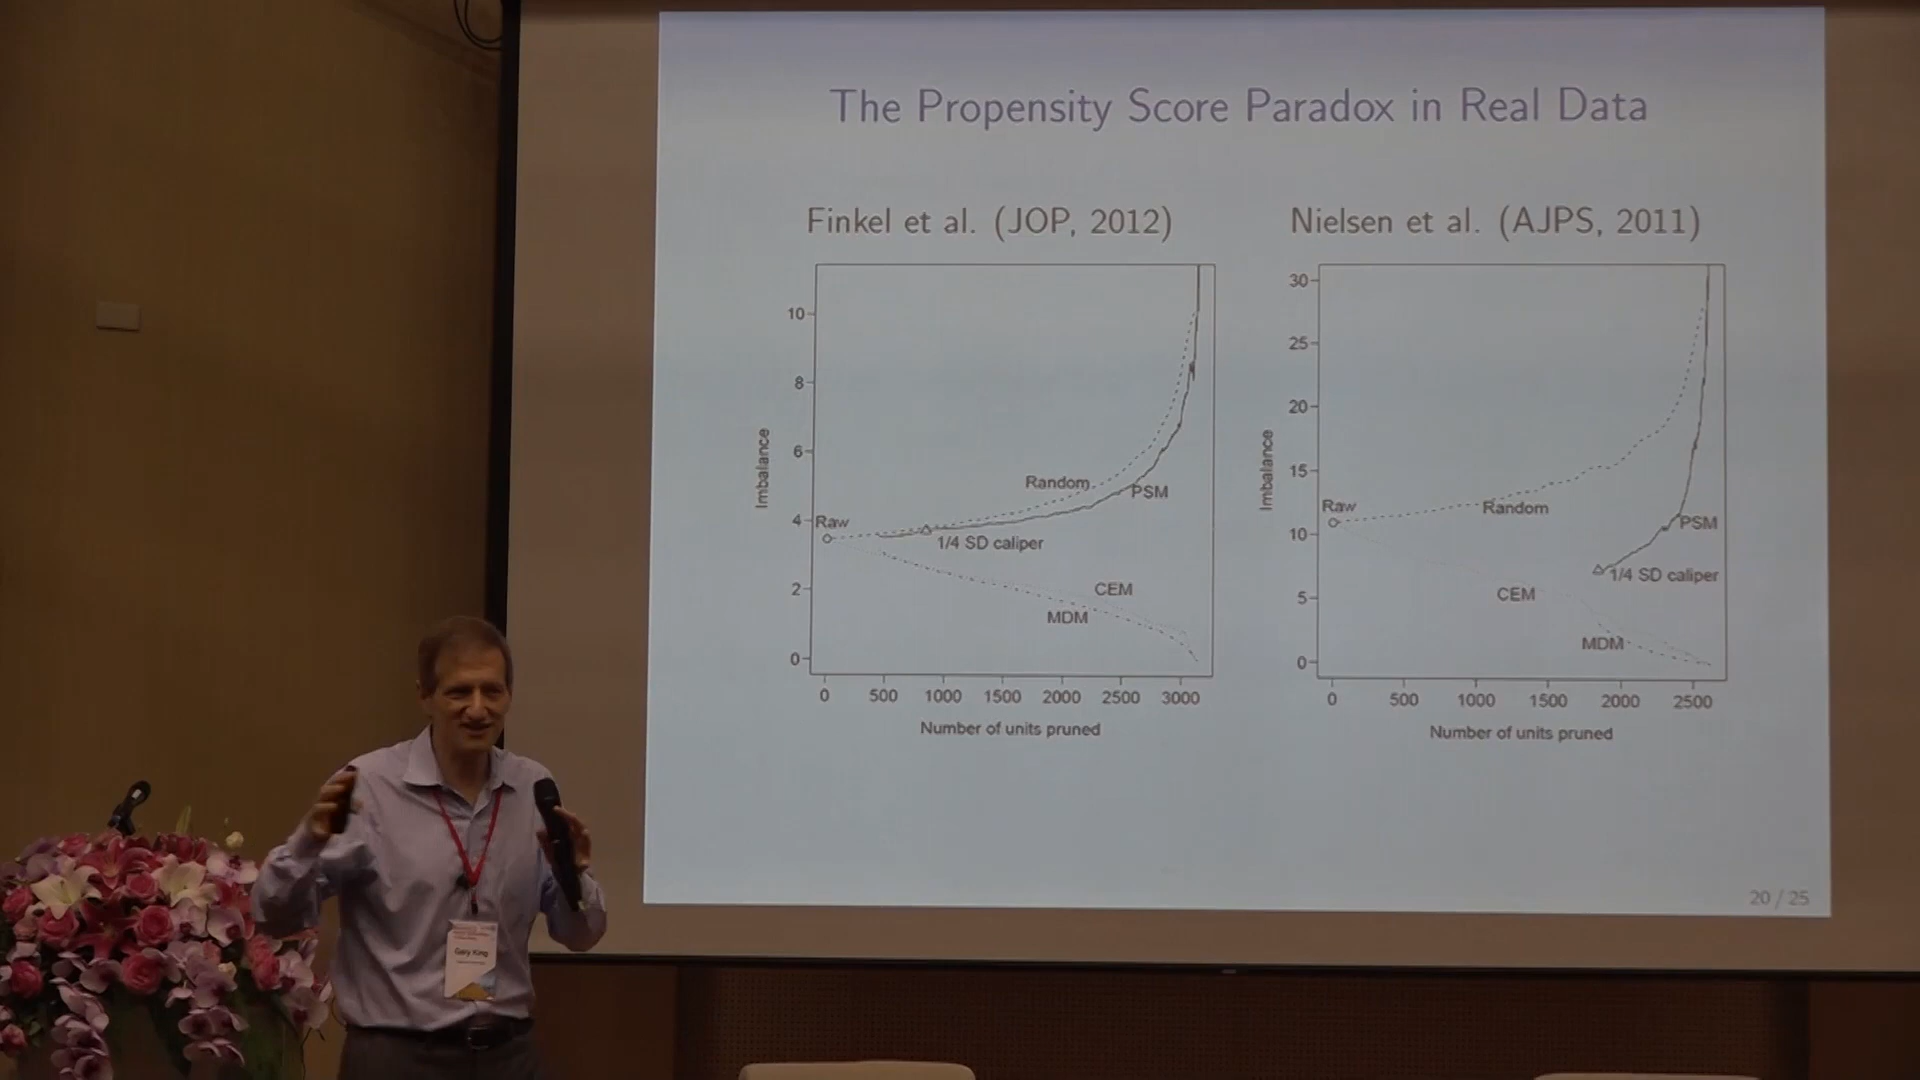 The Propensity Score Paradox in Real Data
Finkel et al. (JOP, 2012)
10
8
6
4
2
0
Imbalance
Raw
Random
PSM
1/4 SD caliper
CEM
MDM
0 500 1000 1500 2000 2500 3000
Number of units pruned
Nielsen et al. (AJPS, 2011)
30
25
20
15
10
5
0
Imbalance
Raw
Random
PSM
1/4 SD caliper
CEM
MDM
0 500 1000 1500 2000 2500
Number of units pruned
20 / 25
Gary King